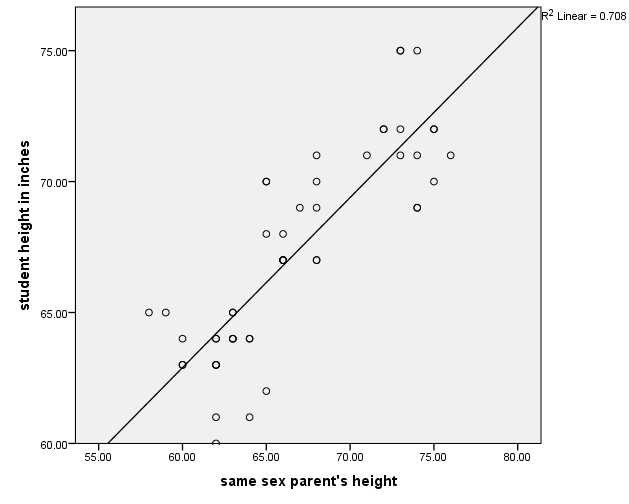 R² Linear = 0.708
75.00
70.00
65.00
60.00
student height in inches
55.00 60.00 65.00 70.00 75.00 80.00
same sex parent's height